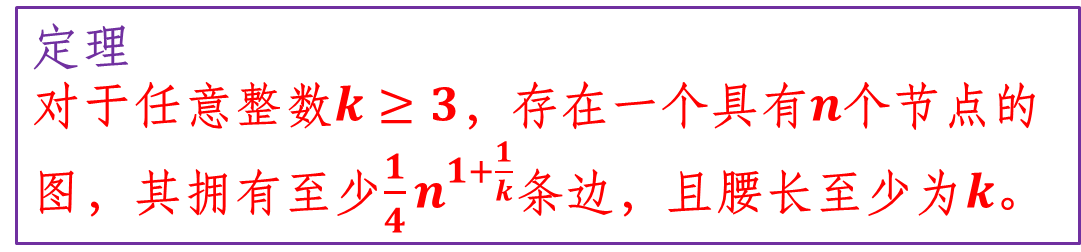 定理
对于任意整数k ≥ 3，存在一个具有n个节点的
图，其拥有至少\frac{1}{4}n^{1+\frac{1}{k}}条边，且腰长至少为k。